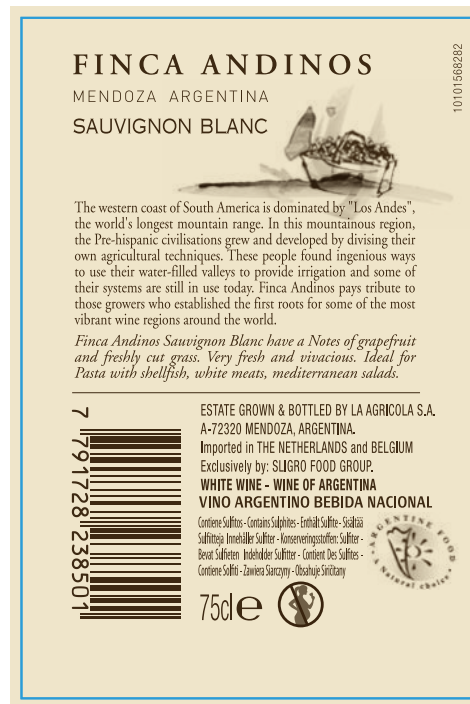 FINCA ANDINOS
MENDOZA ARGENTINA
SAUVIGNON BLANC
10101568282
The western coast of South America is dominated by "Los Andes",
the world's longest mountain range. In this mountainous region,
the Pre-hispanic civilisations grew and developed by divising their
own agricultural techniques. These people found ingenious ways
to use their water-filled valleys to provide irrigation and some of
their systems are still in use today. Finca Andinos pays tribute to
those growers who established the first roots for some of the most
vibrant wine regions around the world.
Finca Andinos Sauvignon Blanc have a Notes of grapefruit
and freshly cut grass. Very fresh and vivacious. Ideal for
Pasta with shellfish, white meats, mediterranean salads.
7 791728 238501
ESTATE GROWN & BOTTLED BY LA AGRICOLA S.A.
A-72320 MENDOZA, ARGENTINA.
Imported in THE NETHERLANDS and BELGIUM
Exclusively by: SLIGRO FOOD GROUP.
WHITE WINE - WINE OF ARGENTINA
VINO ARGENTINO BEBIDA NACIONAL
Contiene Sulfitos - Contains Sulphites - Enthält Sulfite - Sisältää
Sulfiitteja Innehåller Sulfiter - Konserveringsstoffen: Sulfiter -
Bevat Sulfieten Indeholder Sulfitter - Contient Des Sulfites -
Contiene Solfiti - Zawiera Siarczyny - Obsahuje Siričitany
A ARGENTINE FOOD
A Natural choice
75cl e